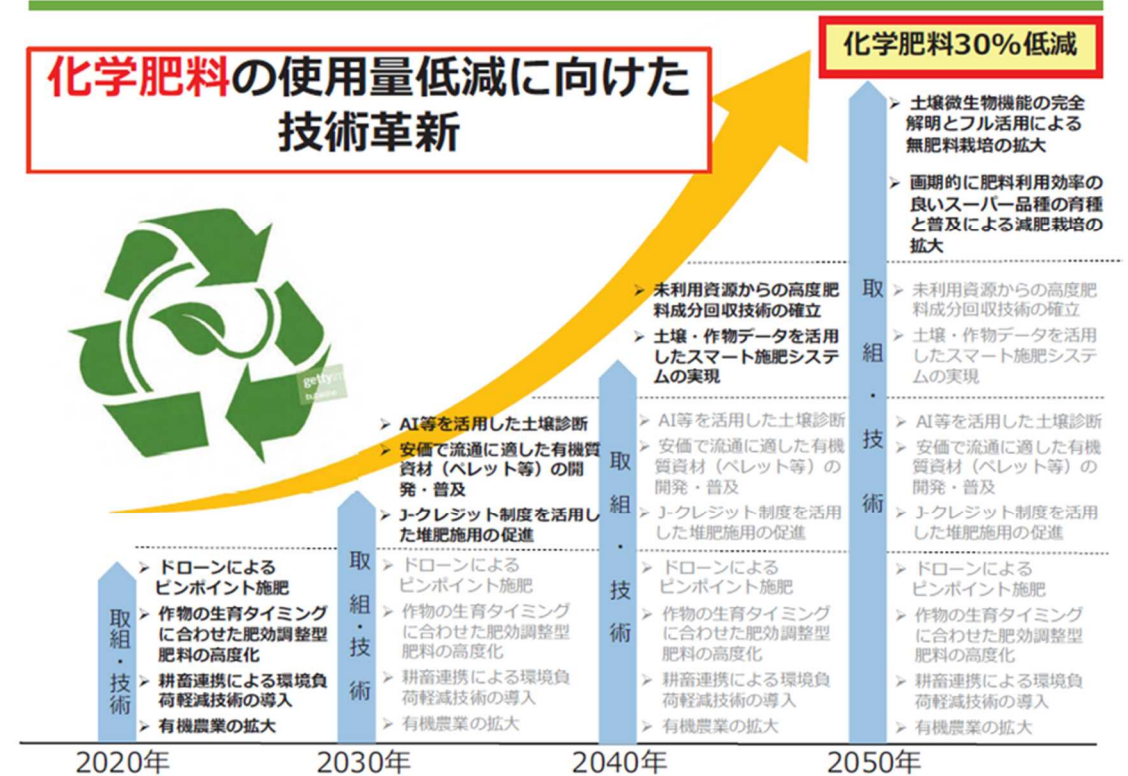 化学肥料の使用量低減に向けた
技術革新
化学肥料30%低減
➢ 土壌微生物機能の完全
解明とフル活用による
無肥料栽培の拡大
➢ 画期的に肥料利用効率の
良いスーパー品種の育種
と普及による減肥栽培の
拡大
➢ 未利用資源からの高度肥
料成分回収技術の確立
➢ 土壌・作物データを活用
したスマート施肥システ
ムの実現
➢ AI等を活用した土壌診断
➢ 安価で流通に適した有機質
資材（ペレット等）の開
発・普及
➢ J-クレジット制度を活用し
た堆肥施用の促進
➢ ドローンによる
ピンポイント施肥
➢ 作物の生育タイミング
に合わせた肥効調整型
肥料の高度化
➢ 耕畜連携による環境負
荷軽減技術の導入
➢ 有機農業の拡大
取組・技術
2020年
➢ ドローンによる
ピンポイント施肥
➢ 作物の生育タイミング
に合わせた肥効調整型
肥料の高度化
➢ 耕畜連携による環境負
荷軽減技術の導入
➢ 有機農業の拡大
取組・技術
2030年
➢ AI等を活用した土壌診断
➢ 安価で流通に適した有機
質資材（ペレット等）の
開発・普及
➢ J-クレジット制度を活用
した堆肥施用の促進
➢ ドローンによる
ピンポイント施肥
➢ 作物の生育タイミング
に合わせた肥効調整型
肥料の高度化
➢ 耕畜連携による環境負
荷軽減技術の導入
➢ 有機農業の拡大
取組・技術
2040年
➢ 未利用資源からの高度肥
料成分回収技術の確立
➢ 土壌・作物データを活用
したスマート施肥システ
ムの実現
➢ AI等を活用した土壌診断
➢ 安価で流通に適した有機
質資材（ペレット等）の
開発・普及
➢ J-クレジット制度を活用
した堆肥施用の促進
➢ ドローンによる
ピンポイント施肥
➢ 作物の生育タイミング
に合わせた肥効調整型
肥料の高度化
➢ 耕畜連携による環境負
荷軽減技術の導入
➢ 有機農業の拡大
取組・技術
2050年